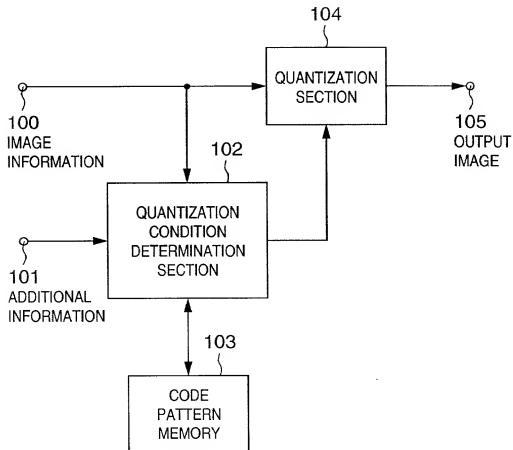 104
QUANTIZATION
SECTION
100
IMAGE
INFORMATION
105
OUTPUT
IMAGE
102
QUANTIZATION
CONDITION
DETERMINATION
SECTION
101
ADDITIONAL
INFORMATION
103
CODE
PATTERN
MEMORY